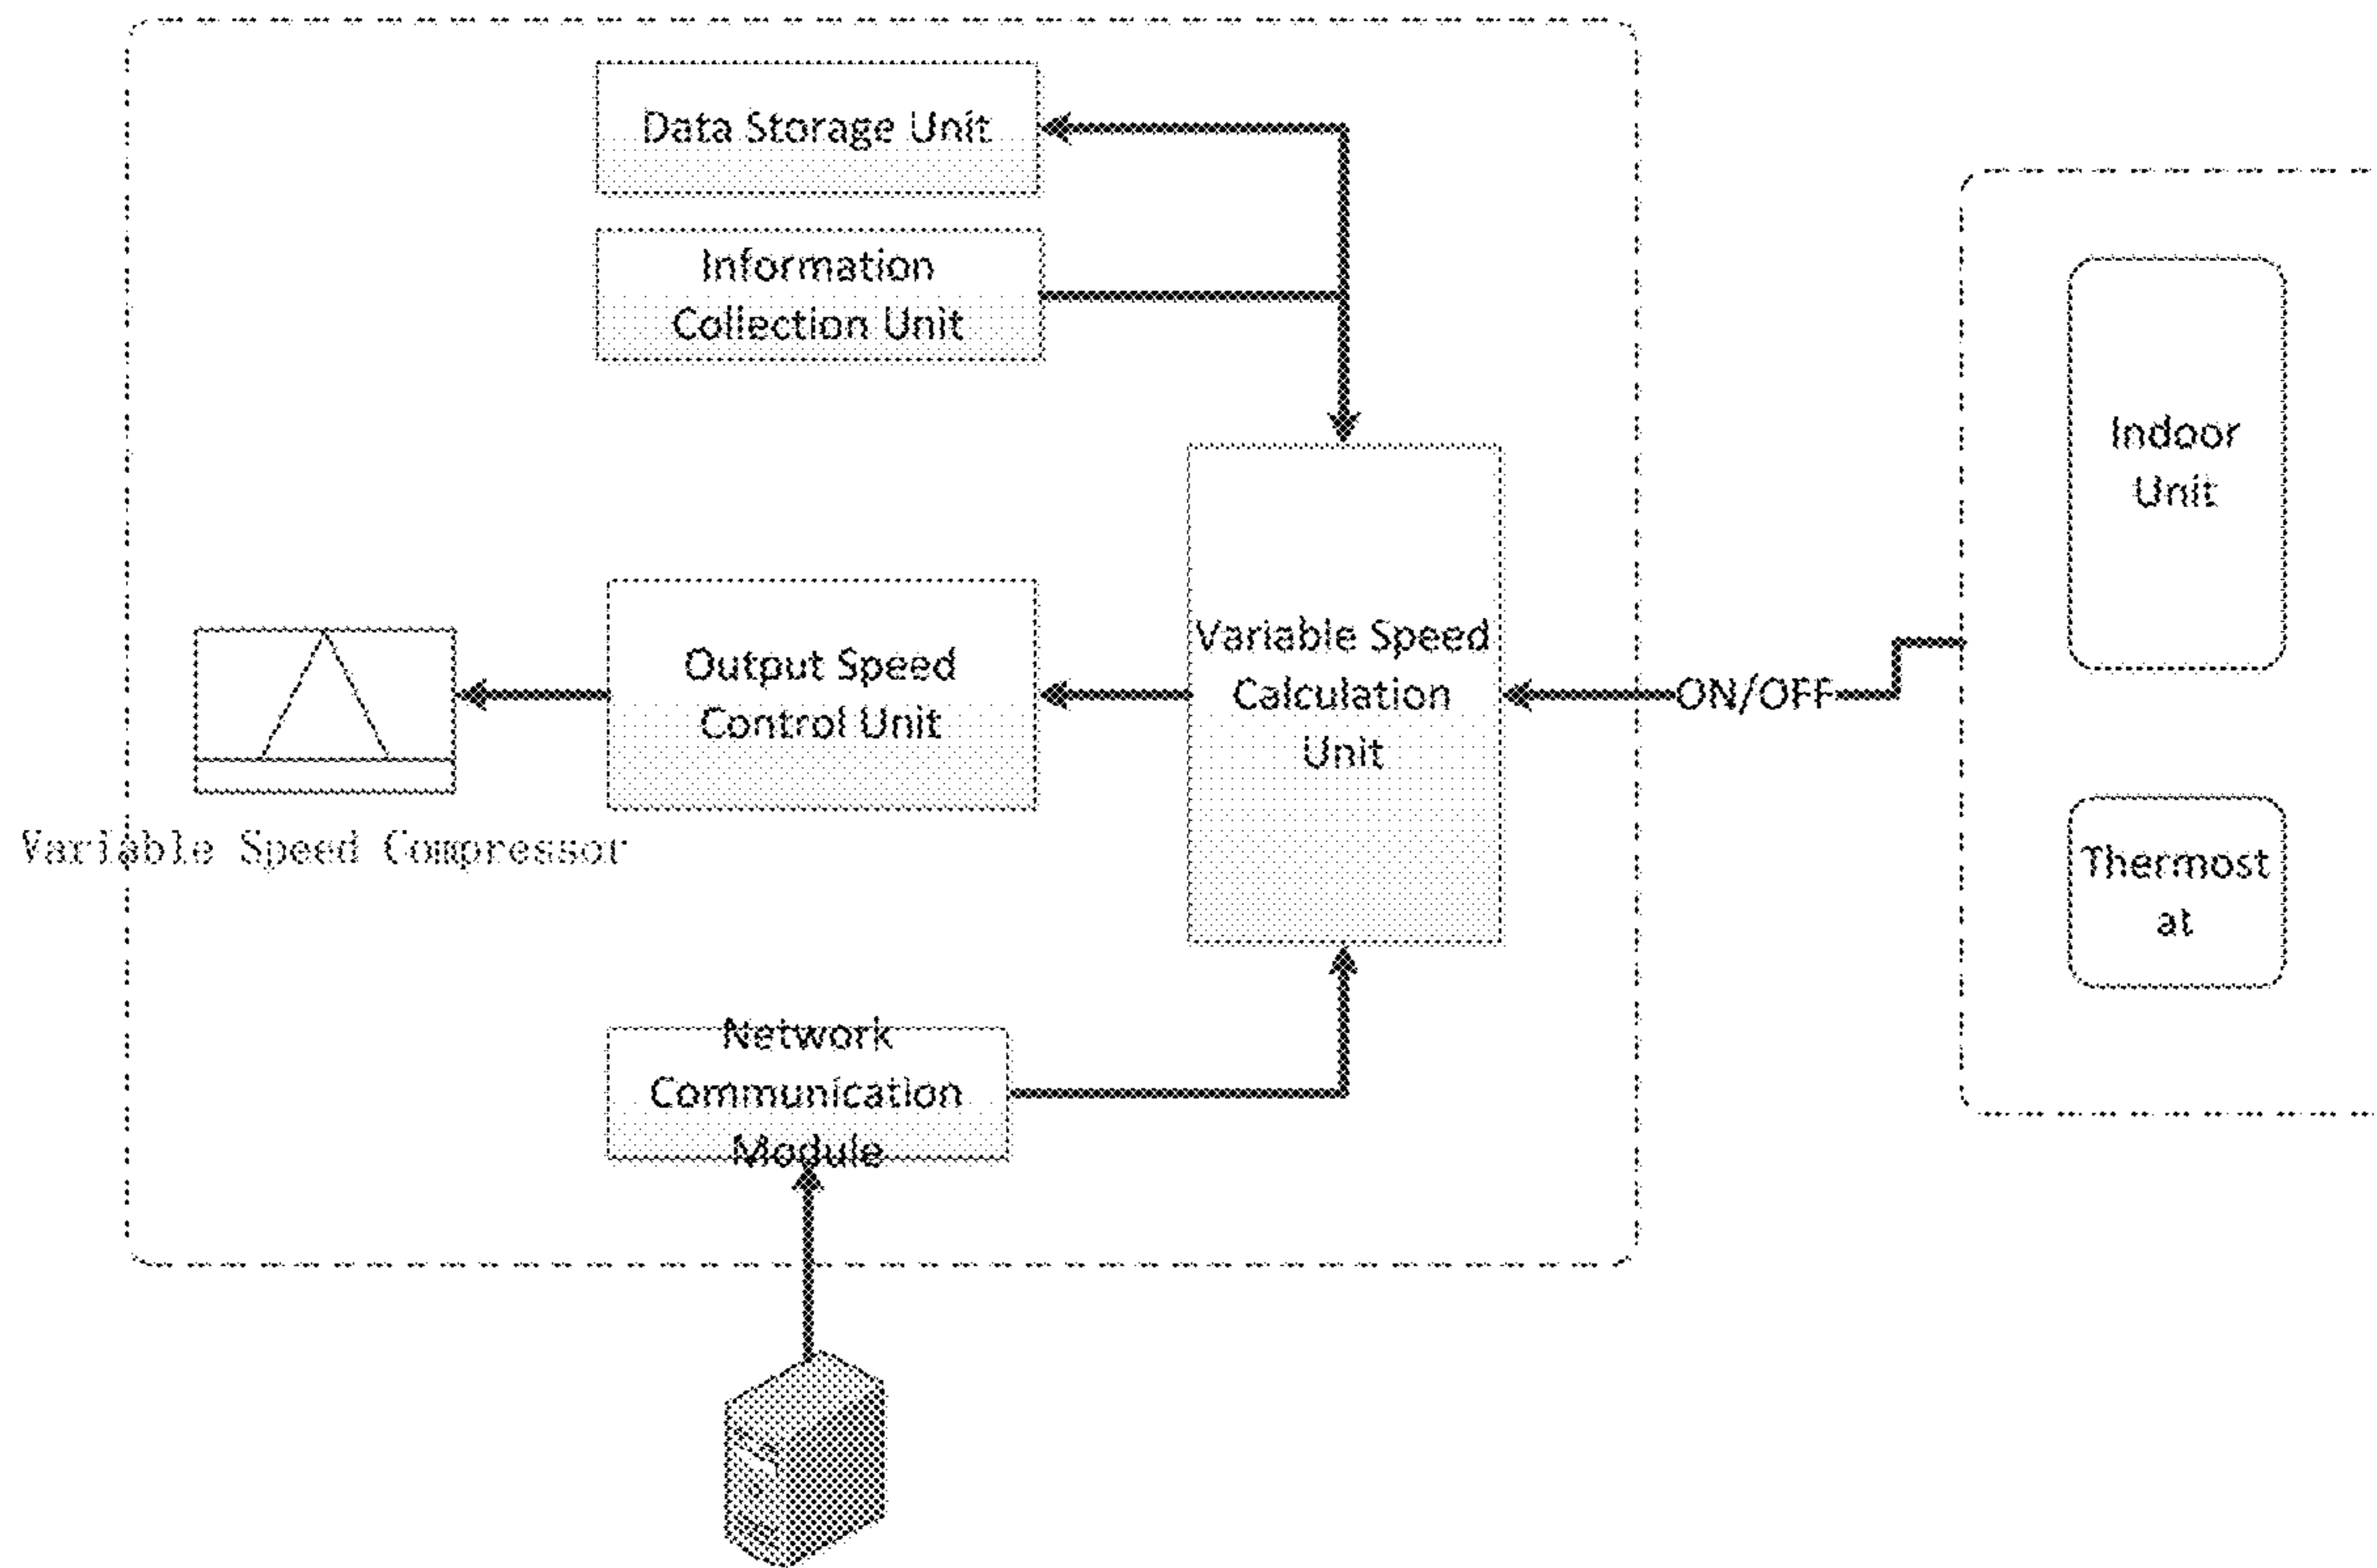 Data Storage Unit
Information
Collection Unit
Indoor
Unit
Variable Speed
Calculation
Unit
Output Speed
Control Unit
ON/OFF
Variable Speed Compressor
Thermost
at
Network
Communication
Module